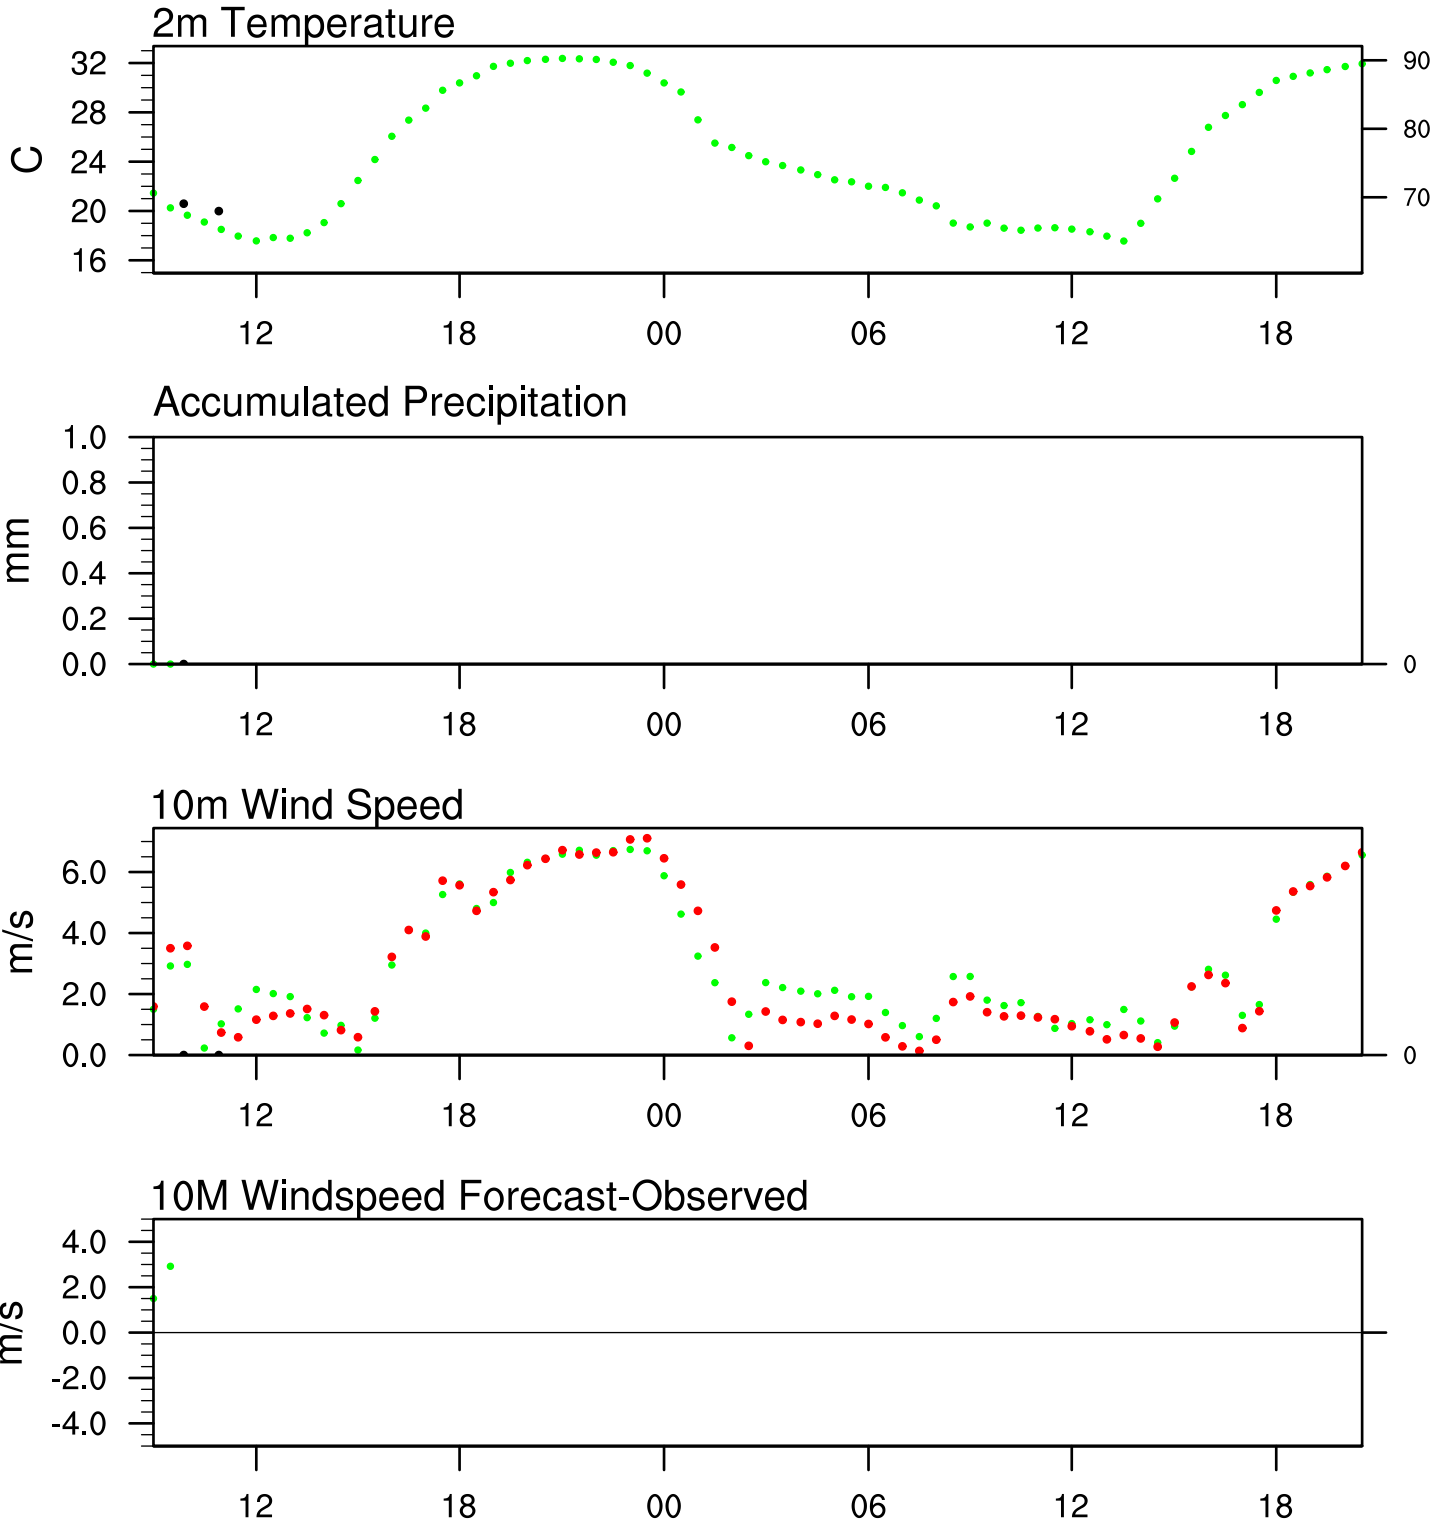 2m Temperature
32
28
24
20
16
C
90
80
70
12 18 00 06 12 18
Accumulated Precipitation
1.0
0.8
0.6
0.4
0.2
0.0
mm
0
12 18 00 06 12 18
10m Wind Speed
6.0
4.0
2.0
0.0
m/s
0
12 18 00 06 12 18
10M Windspeed Forecast-Observed
4.0
2.0
0.0
-2.0
-4.0
m/s
12 18 00 06 12 18